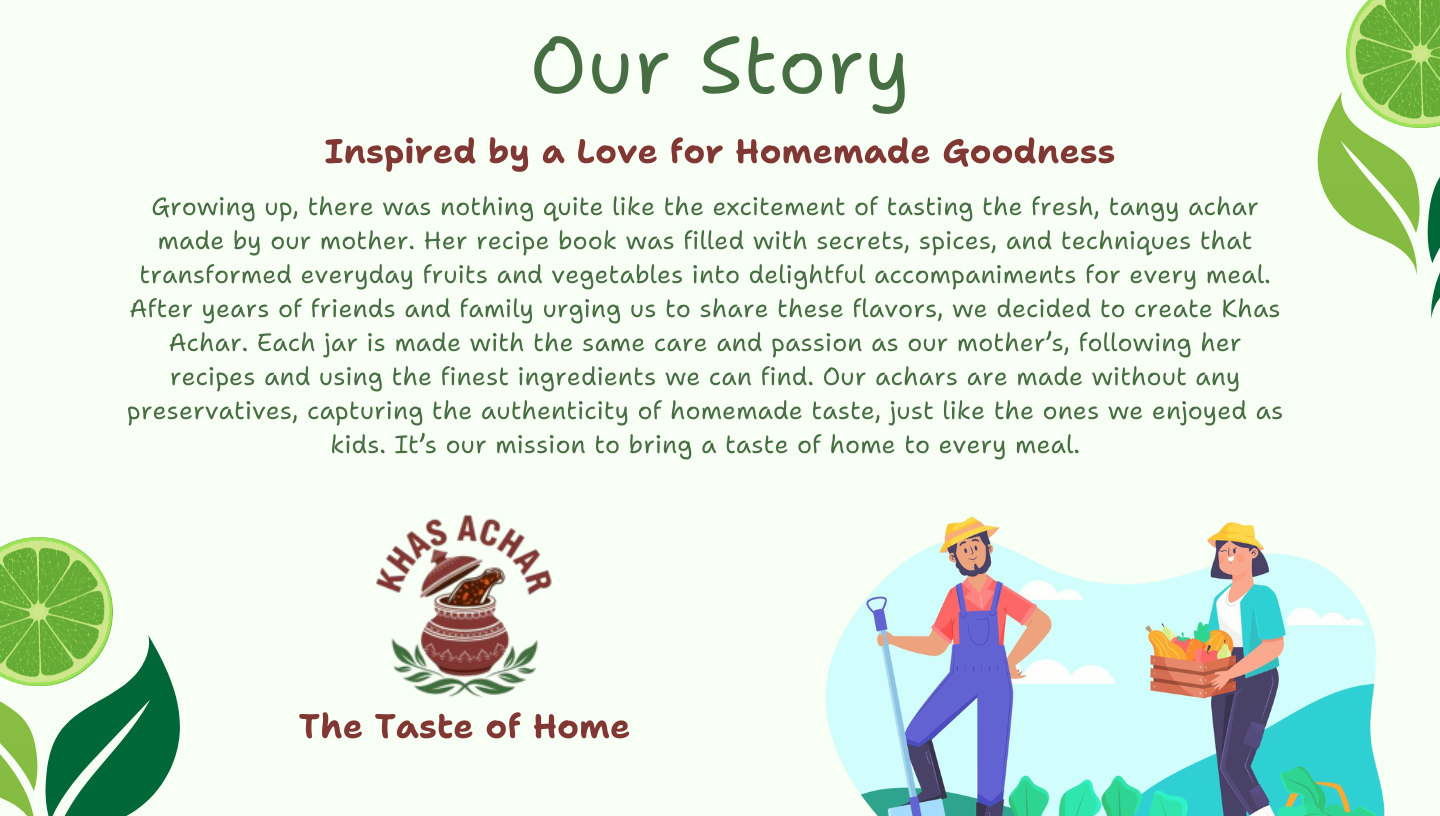 Our Story
Inspired by a Love for Homemade Goodness
Growing up, there was nothing quite like the excitement of tasting the fresh, tangy achar
made by our mother. Her recipe book was filled with secrets, spices, and techniques that
transformed everyday fruits and vegetables into delightful accompaniments for every meal.
After years of friends and family urging us to share these flavors, we decided to create Khas
Achar. Each jar is made with the same care and passion as our mother’s, following her
recipes and using the finest ingredients we can find. Our achars are made without any
preservatives, capturing the authenticity of homemade taste, just like the ones we enjoyed as
kids. It’s our mission to bring a taste of home to every meal.
KHAS ACHAR
The Taste of Home